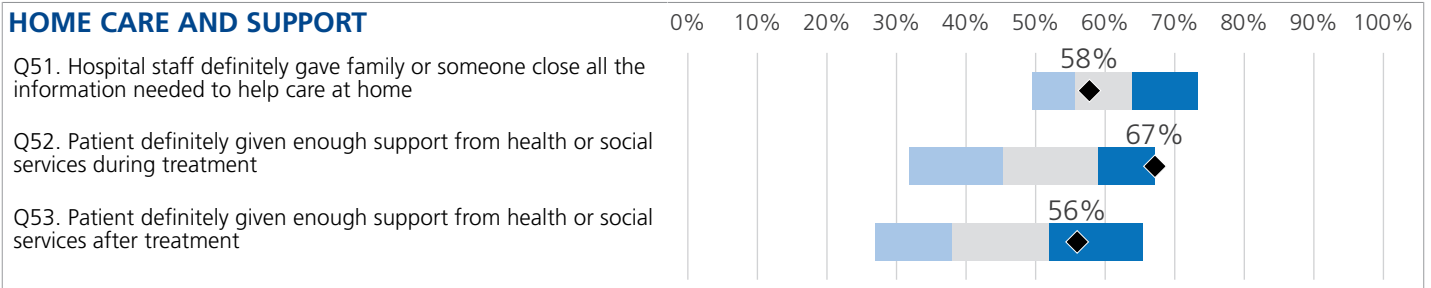 HOME CARE AND SUPPORT
0% 10% 20% 30% 40% 50% 60% 70% 80% 90% 100%
Q51. Hospital staff definitely gave family or someone close all the
information needed to help care at home
58%
Q52. Patient definitely given enough support from health or social
services during treatment
67%
Q53. Patient definitely given enough support from health or social
services after treatment
56%